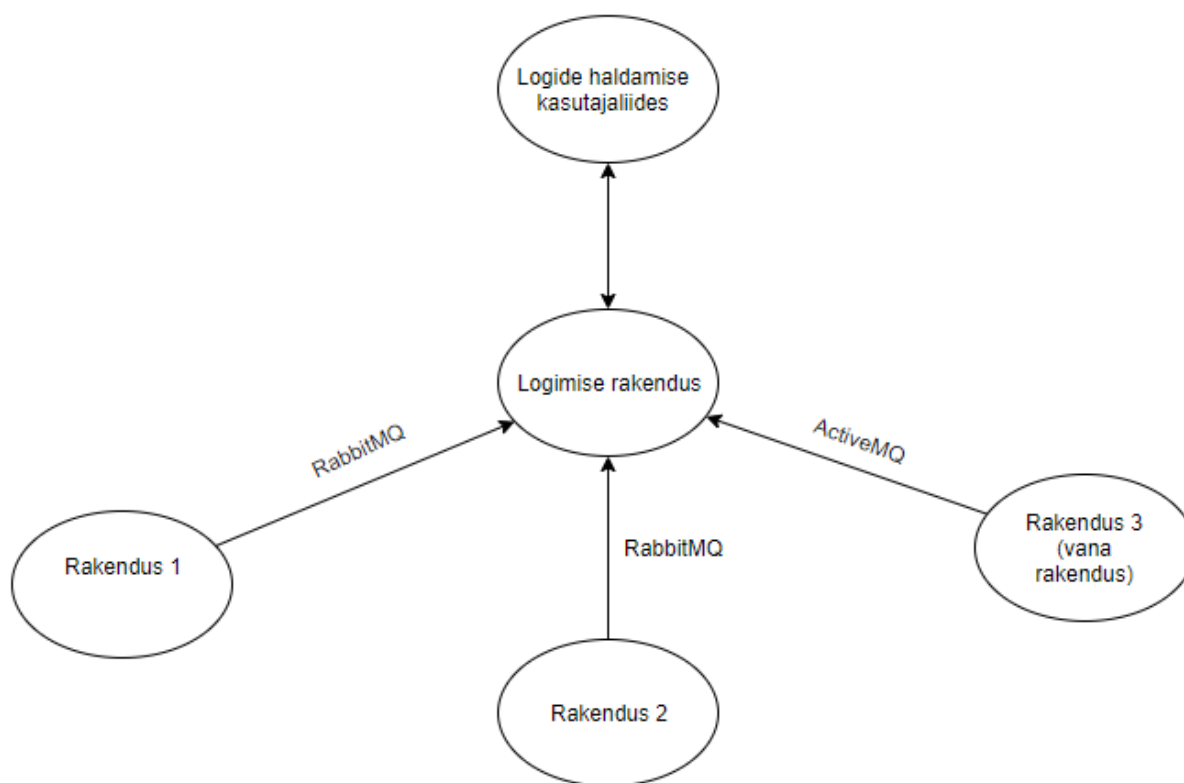 Logide haldamise
kasutajaliides
Logimise rakendus
RabbitMQ
ActiveMQ
Rakendus 1
RabbitMQ
Rakendus 3
(vana
rakendus)
Rakendus 2